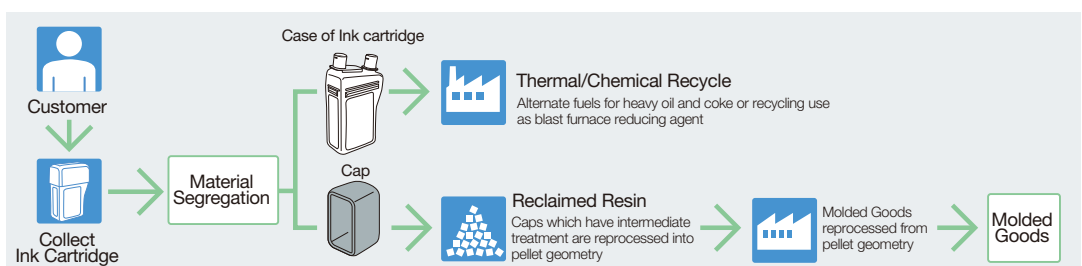 Customer
Collect
Ink Cartridge
Material
Segregation
Case of Ink cartridge
Thermal/Chemical Recycle
Alternate fuels for heavy oil and coke or recycling use
as blast furnace reducing agent
Cap
Reclaimed Resin
Caps which have intermediate
treatment are reprocessed into
pellet geometry
Molded Goods
reprocessed from
pellet geometry
Molded
Goods